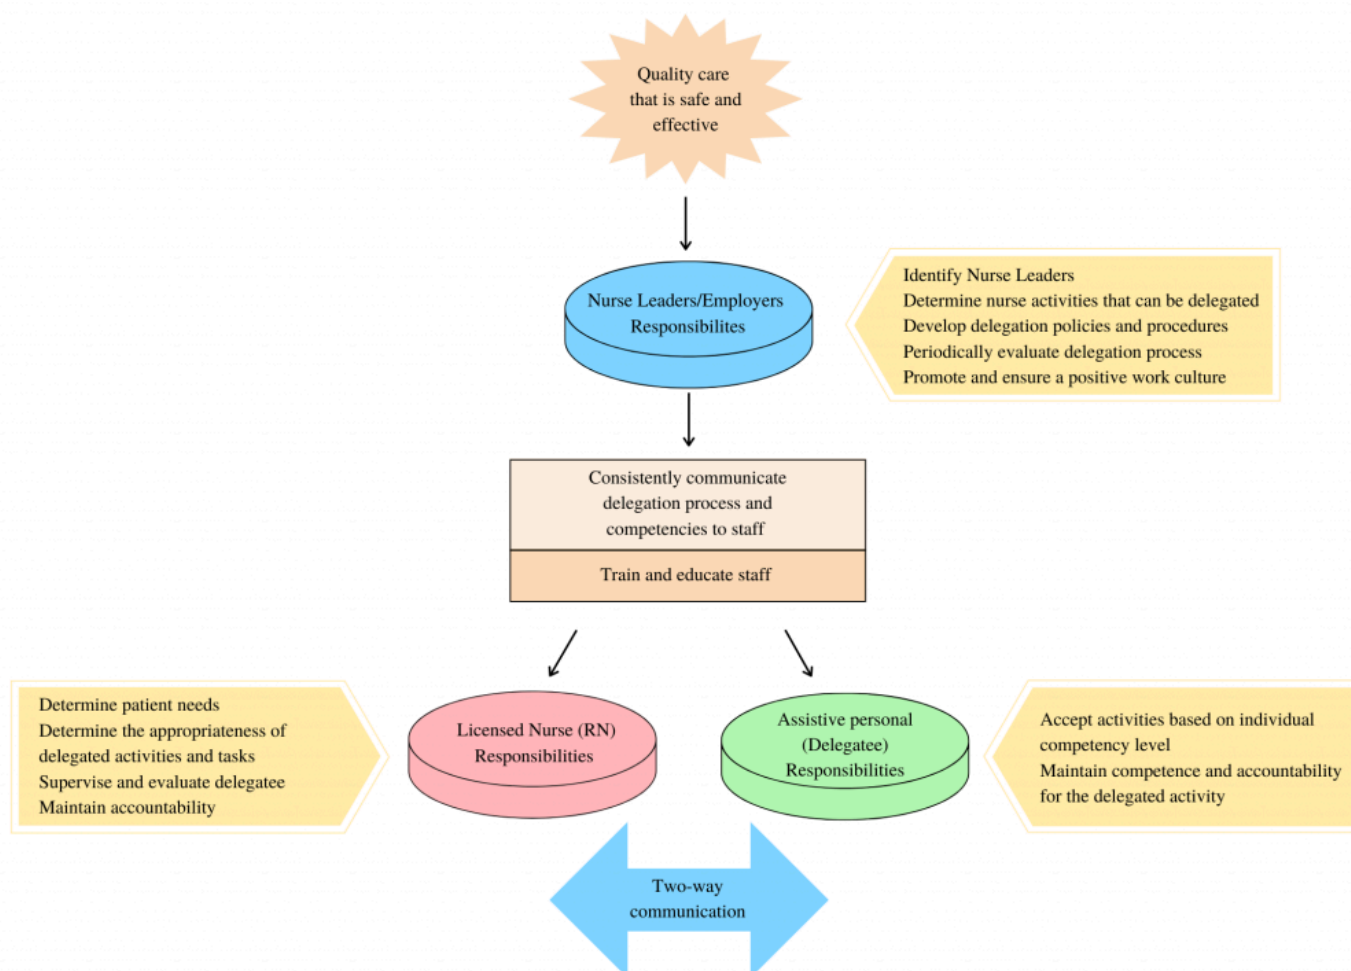 Quality care
that is safe and
effective
Nurse Leaders/Employers
Responsibilites
Identify Nurse Leaders
Determine nurse activities that can be delegated
Develop delegation policies and procedures
Periodically evaluate delegation process
Promote and ensure a positive work culture
Consistently communicate
delegation process and
competencies to staff
Train and educate staff
Determine patient needs
Determine the appropriateness of
delegated activities and tasks
Supervise and evaluate delegatee
Maintain accountability
Licensed Nurse (RN)
Responsibilities
Assistive personal
(Delegatee)
Responsibilities
Accept activities based on individual
competency level
Maintain competence and accountability
for the delegated activity
Two-way
communication